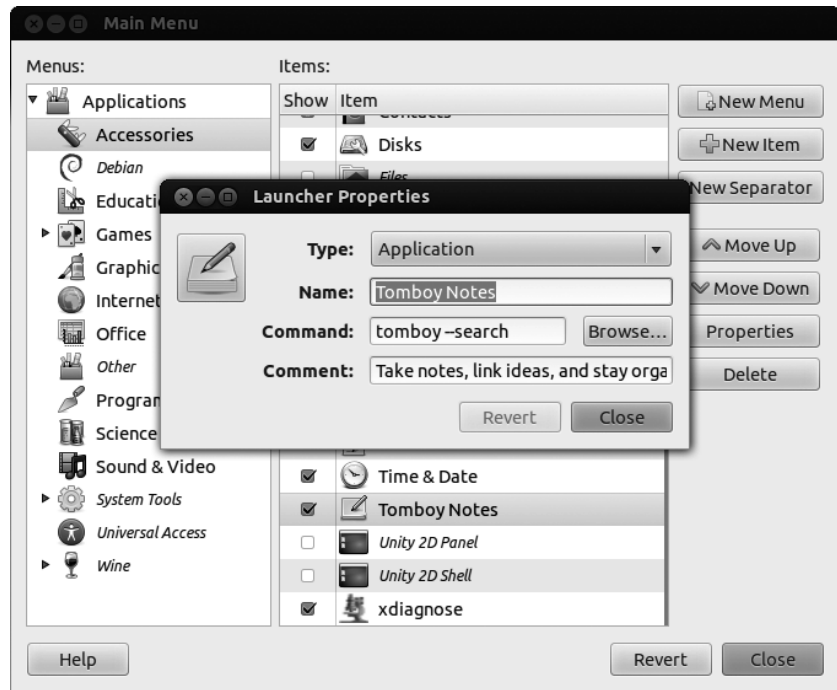 Main Menu
Menus:
Items:
Applications
Accessories
Debian
Educati
Games
Graphic
Internet
Office
Other
Program
Science
Sound & Video
System Tools
Universal Access
Wine
Show Item
Contacts
Disks
Files
Time & Date
Tomboy Notes
Unity 2D Panel
Unity 2D Shell
xdiagnose
New Menu
New Item
New Separator
Move Up
Move Down
Properties
Delete
Launcher Properties
Type: Application
Name: Tomboy Notes
Command: tomboy --search Browse...
Comment: Take notes, link ideas, and stay orga
Revert Close
Help
Revert Close